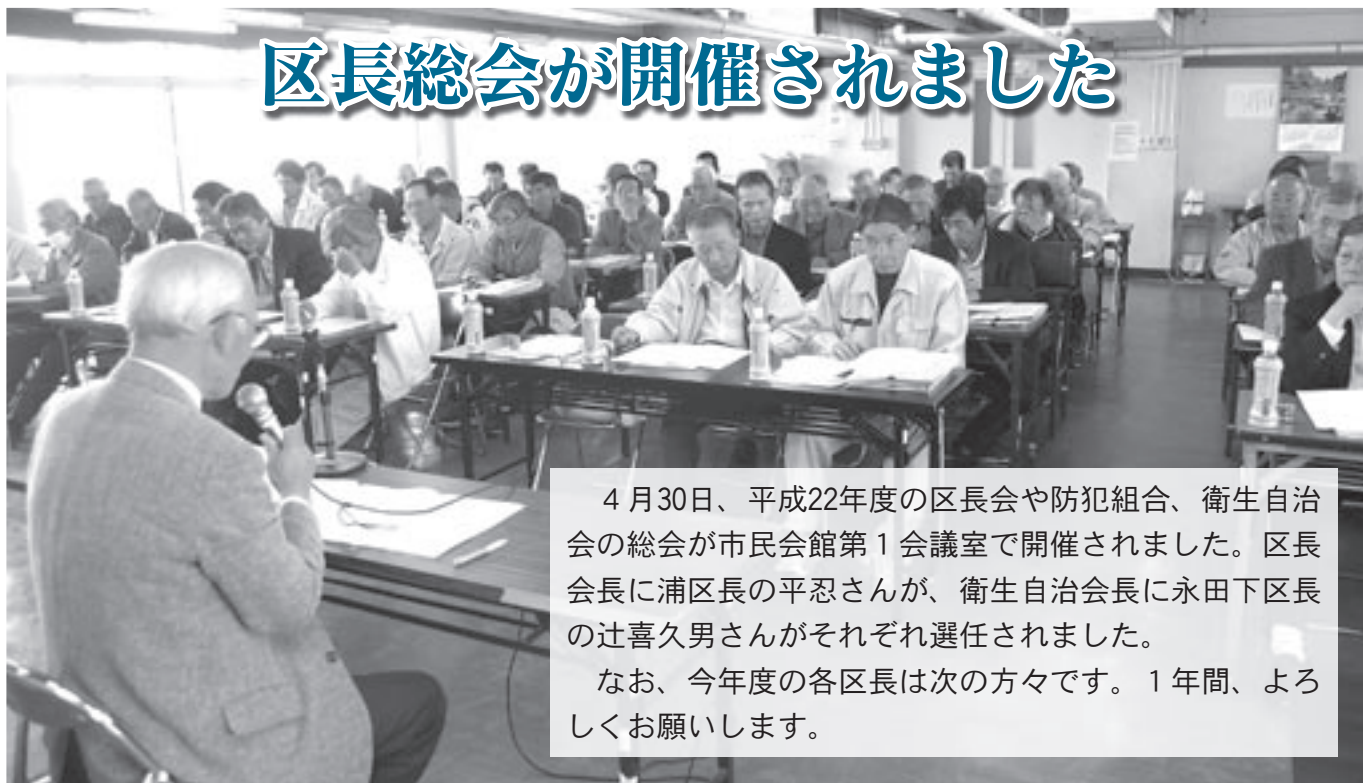 区長総会が開催されました
　４月30日、平成22年度の区長会や防犯組合、衛生自治
会の総会が市民会館第１会議室で開催されました。区長
会長に浦区長の平忍さんが、衛生自治会長に永田下区長
の辻喜久男さんがそれぞれ選任されました。
　なお、今年度の各区長は次の方々です。１年間、よろ
しくお願いします。